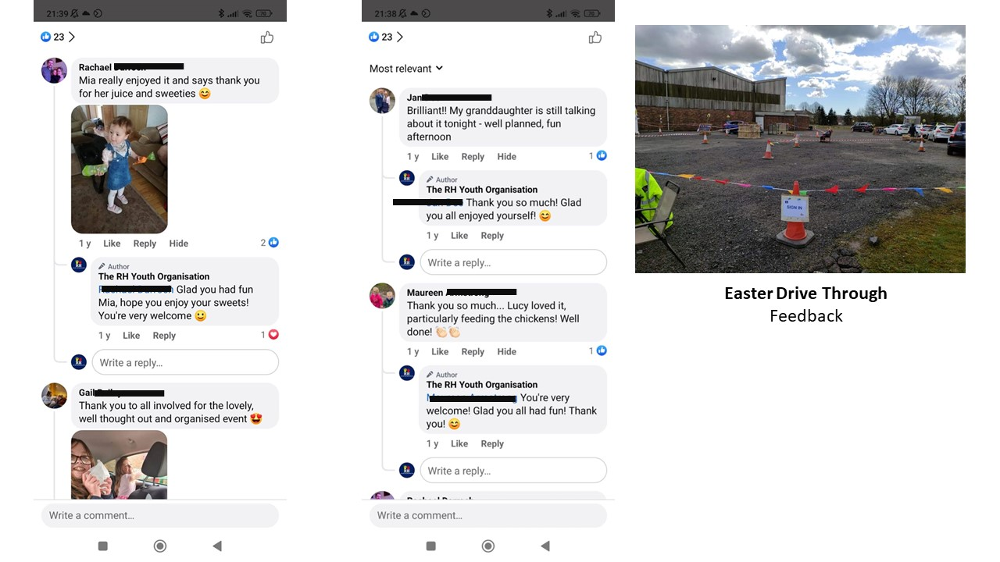 21:39
70
23
Rachael
Mia really enjoyed it and says thank you
for her juice and sweeties 😊
1 y Like Reply Hide 2
Author
The RH Youth Organisation
Glad you had fun
Mia, hope you enjoy your sweets!
You're very welcome 😉
1 y Like Reply 1
Write a reply...
Gail
Thank you to all involved for the lovely,
well thought out and organised event 😍
Write a comment...
21:38
70
23
Most relevant
Jan
Brilliant!! My granddaughter is still talking
about it tonight - well planned, fun
afternoon
1 y Like Reply Hide 1
Author
The RH Youth Organisation
Thank you so much! Glad
you all enjoyed yourself! 😊
1 y Like Reply
Write a reply...
Maureen
Thank you so much... Lucy loved it,
particularly feeding the chickens! Well
done! 👏🏻👏🏻
1 y Like Reply Hide 1
Author
The RH Youth Organisation
You're very
welcome! Glad you all had fun! Thank
you! 😊
1 y Like Reply
Write a reply...
Write a comment...
SIGN IN
Easter Drive Through
Feedback